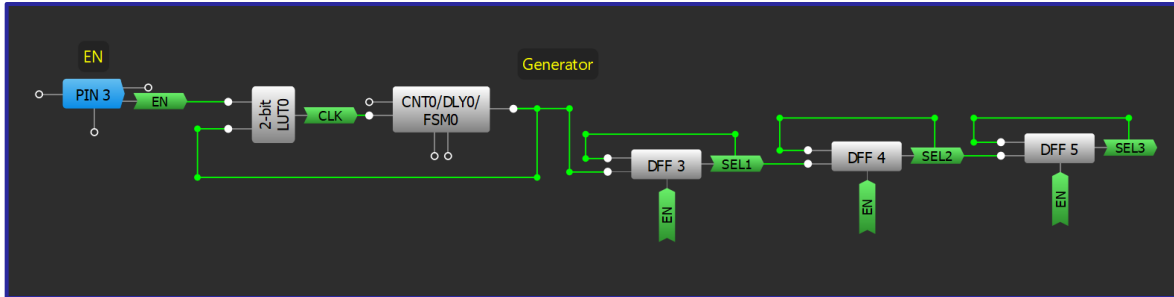 EN
PIN 3
EN
2-bit
LUT0
CLK
CNT0/DLY0/
FSM0
Generator
DFF 3
SEL1
EN
DFF 4
SEL2
EN
DFF 5
SEL3
EN